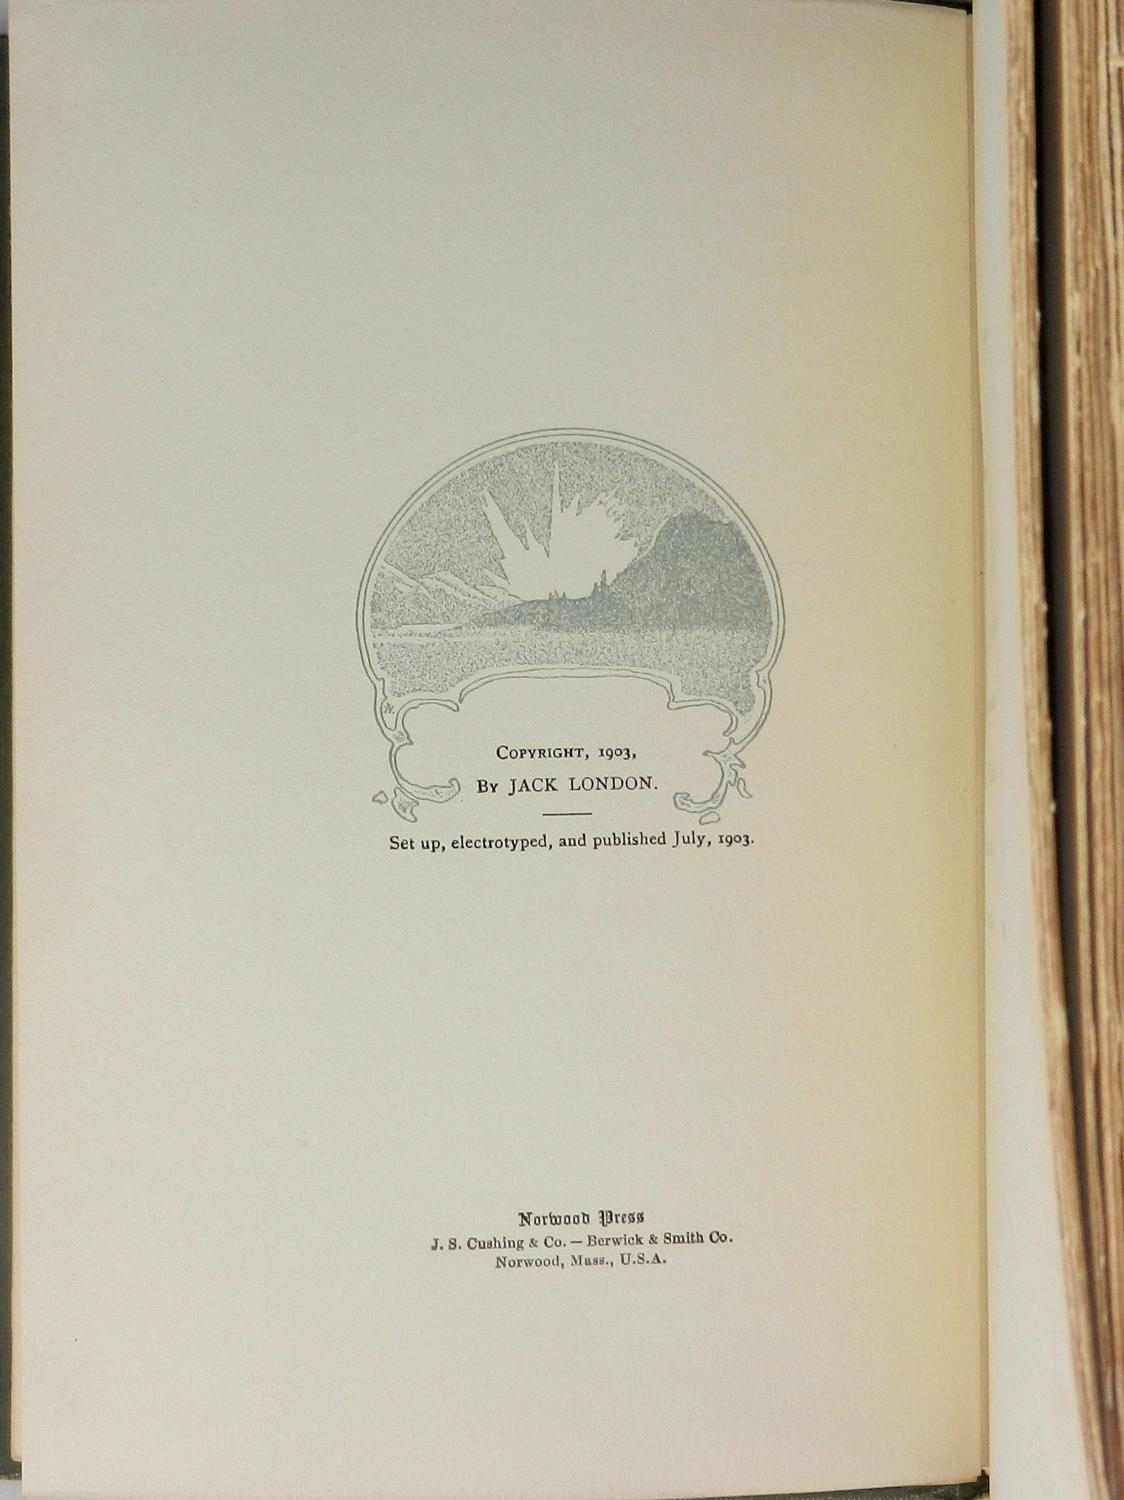 COPYRIGHT, 1903,
BY JACK LONDON.
Set up, electrotyped, and published July, 1903.
Norwood Press
J. S. Cushing & Co. — Berwick & Smith Co.
Norwood, Mass., U.S.A.